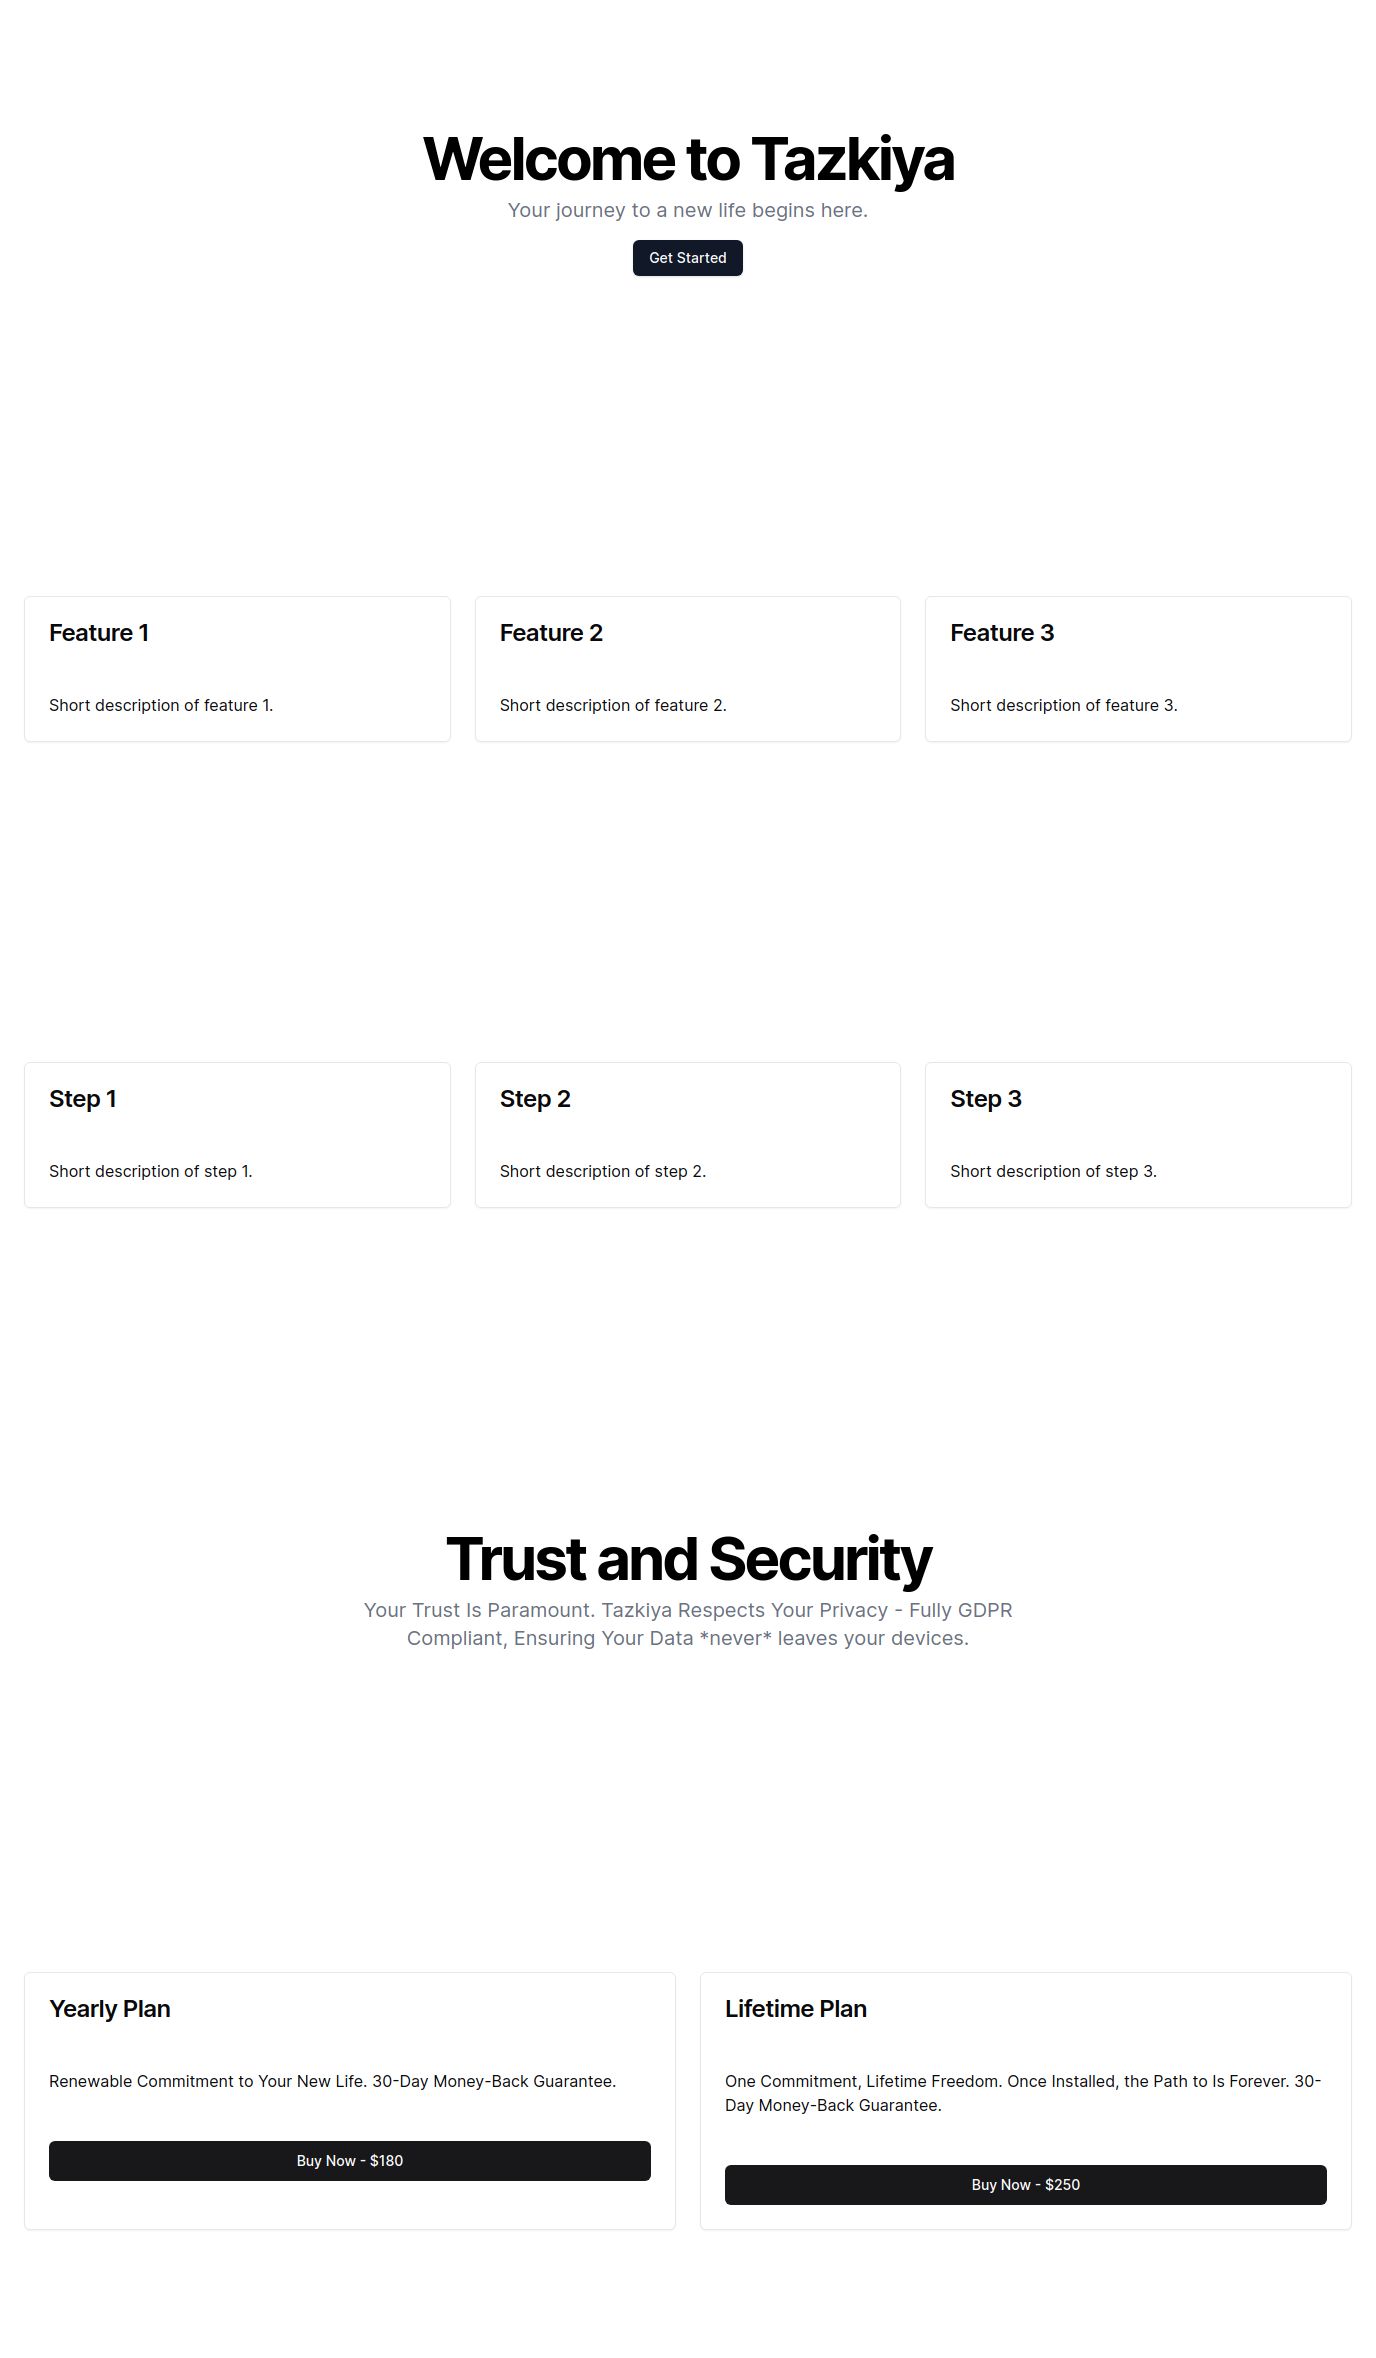 Welcome to Tazkiya
Your journey to a new life begins here.
Get Started
Feature 1
Short description of feature 1.
Feature 2
Short description of feature 2.
Feature 3
Short description of feature 3.
Step 1
Short description of step 1.
Step 2
Short description of step 2.
Step 3
Short description of step 3.
Trust and Security
Your Trust Is Paramount. Tazkiya Respects Your Privacy - Fully GDPR
Compliant, Ensuring Your Data *never* leaves your devices.
Yearly Plan
Renewable Commitment to Your New Life. 30-Day Money-Back Guarantee.
Buy Now - $180
Lifetime Plan
One Commitment, Lifetime Freedom. Once Installed, the Path to Is Forever. 30-
Day Money-Back Guarantee.
Buy Now - $250